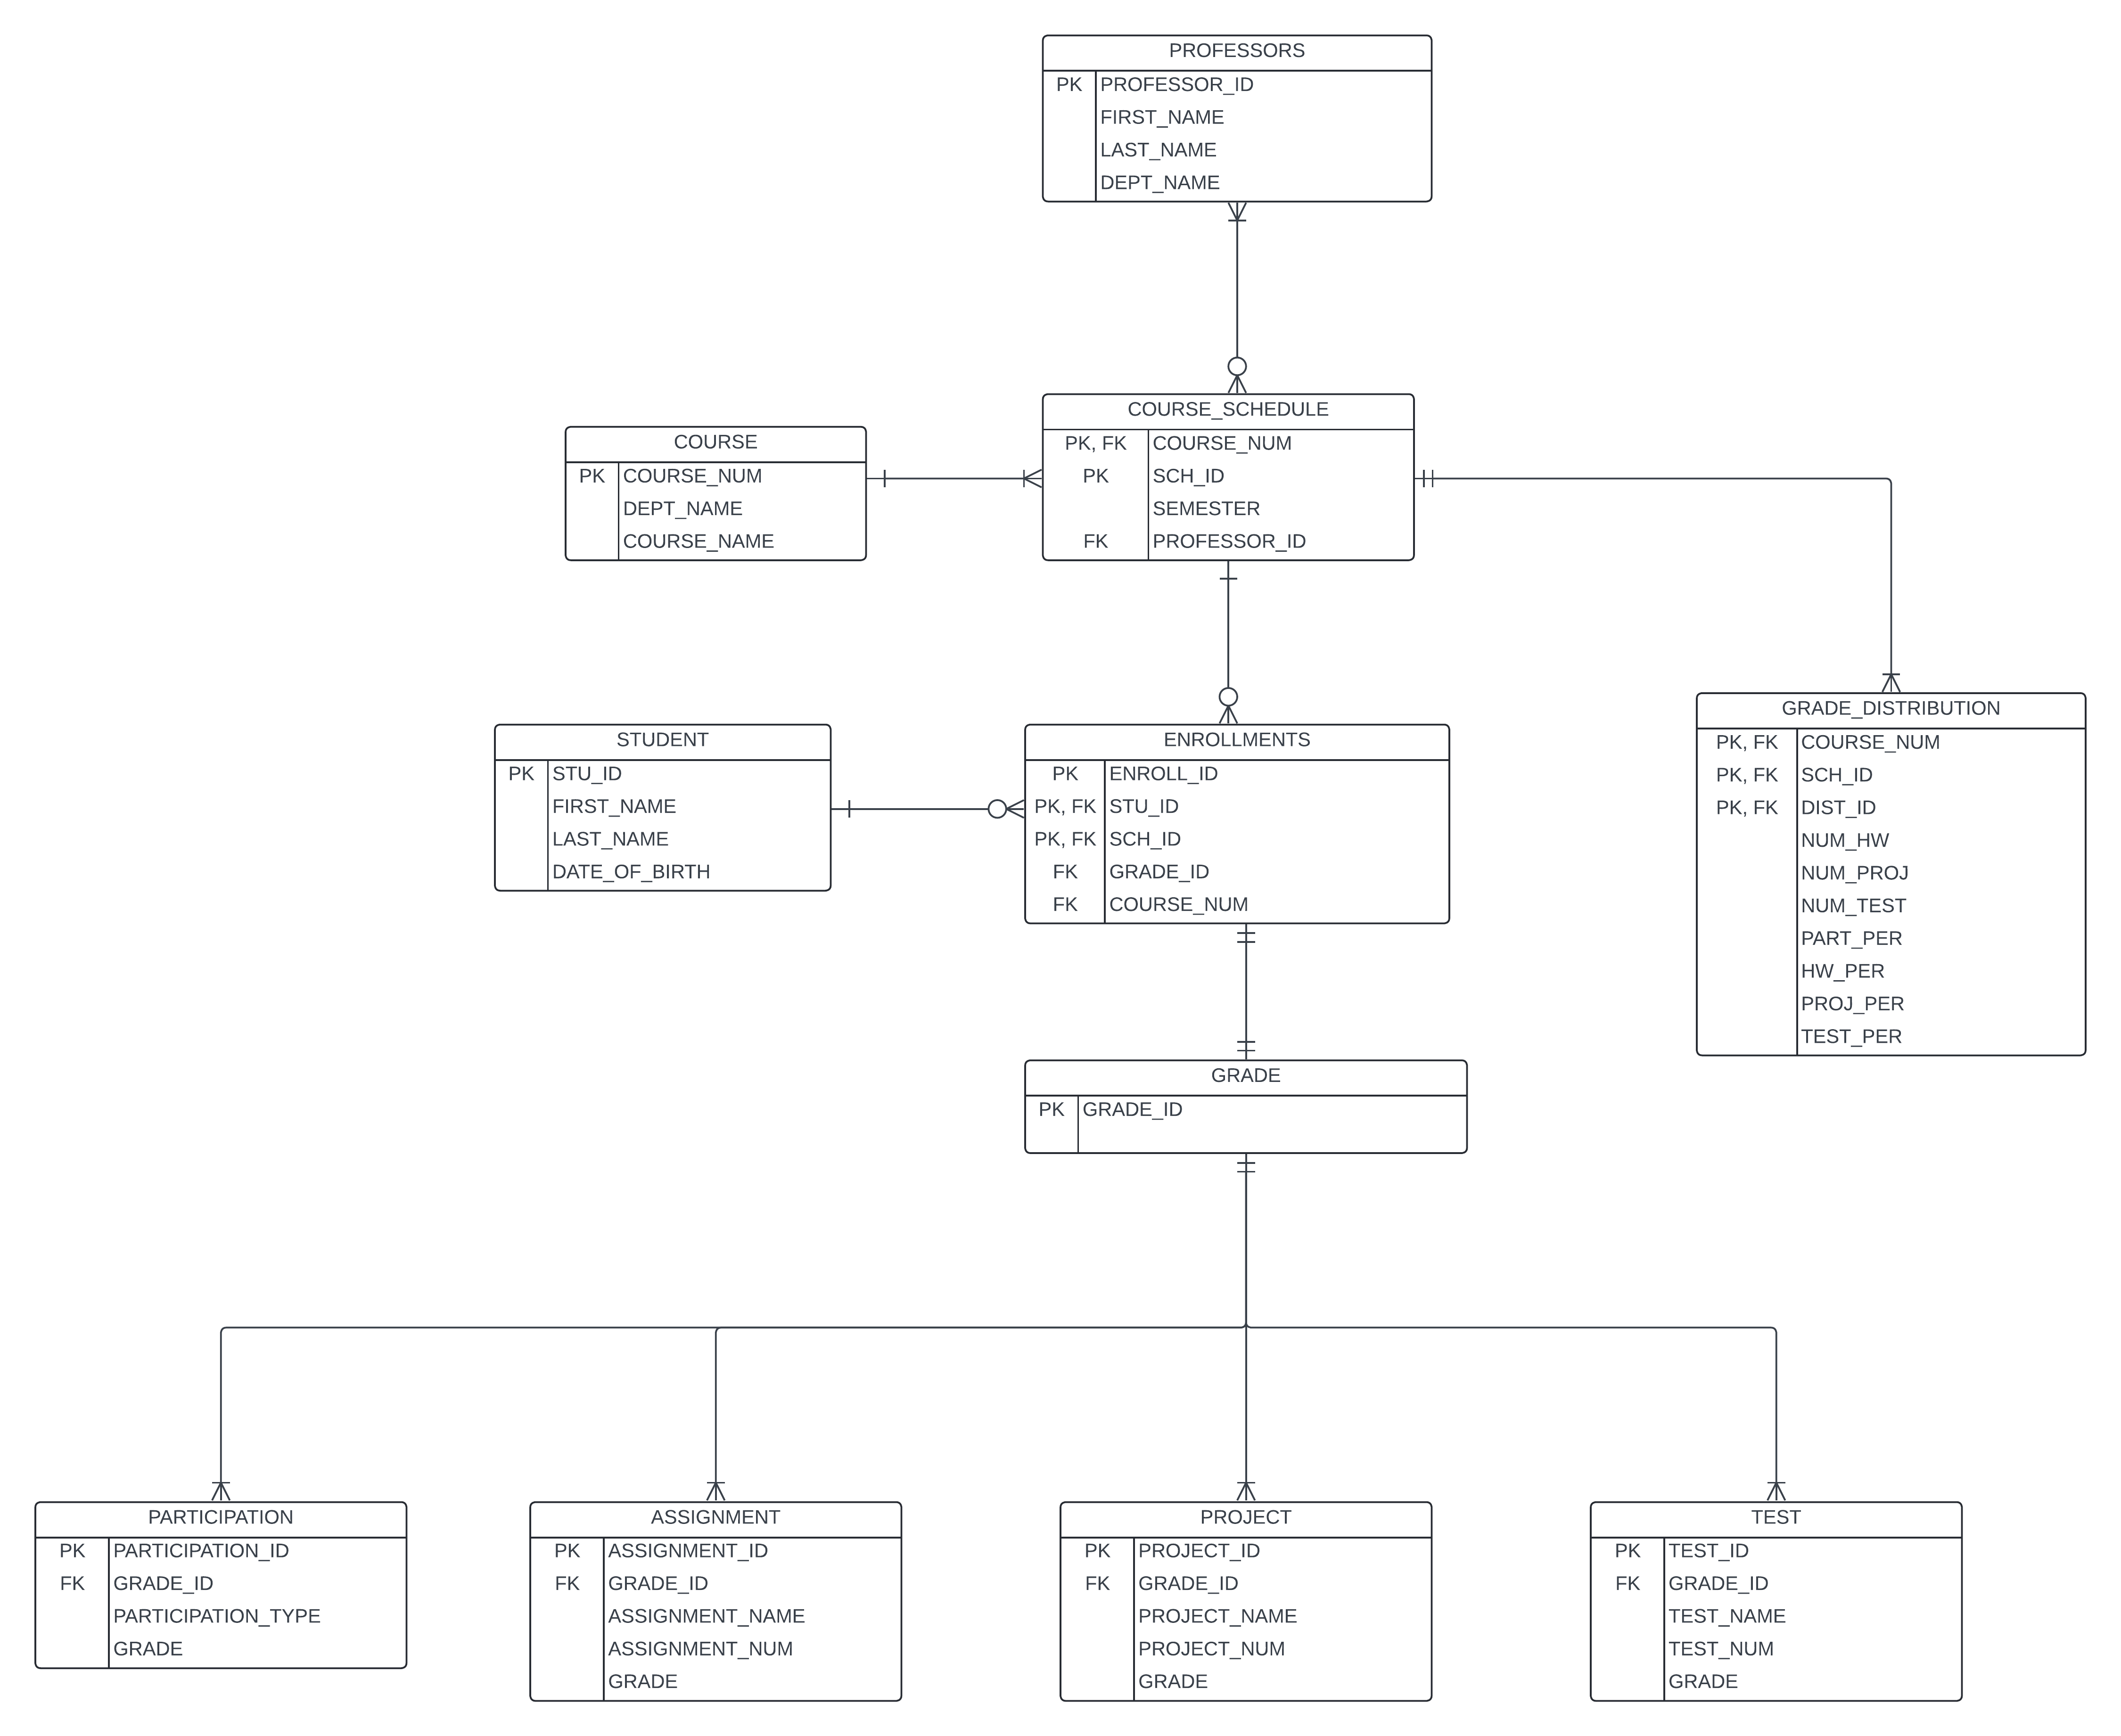 PROFESSORS
PK PROFESSOR_ID
FIRST_NAME
LAST_NAME
DEPT_NAME
COURSE
PK COURSE_NUM
DEPT_NAME
COURSE_NAME
COURSE_SCHEDULE
PK, FK COURSE_NUM
PK SCH_ID
SEMESTER
FK PROFESSOR_ID
STUDENT
PK STU_ID
FIRST_NAME
LAST_NAME
DATE_OF_BIRTH
ENROLLMENTS
PK ENROLL_ID
PK, FK STU_ID
PK, FK SCH_ID
FK GRADE_ID
FK COURSE_NUM
GRADE_DISTRIBUTION
PK, FK COURSE_NUM
PK, FK SCH_ID
PK, FK DIST_ID
NUM_HW
NUM_PROJ
NUM_TEST
PART_PER
HW_PER
PROJ_PER
TEST_PER
GRADE
PK GRADE_ID
PARTICIPATION
PK PARTICIPATION_ID
FK GRADE_ID
PARTICIPATION_TYPE
GRADE
ASSIGNMENT
PK ASSIGNMENT_ID
FK GRADE_ID
ASSIGNMENT_NAME
ASSIGNMENT_NUM
GRADE
PROJECT
PK PROJECT_ID
FK GRADE_ID
PROJECT_NAME
PROJECT_NUM
GRADE
TEST
PK TEST_ID
FK GRADE_ID
TEST_NAME
TEST_NUM
GRADE